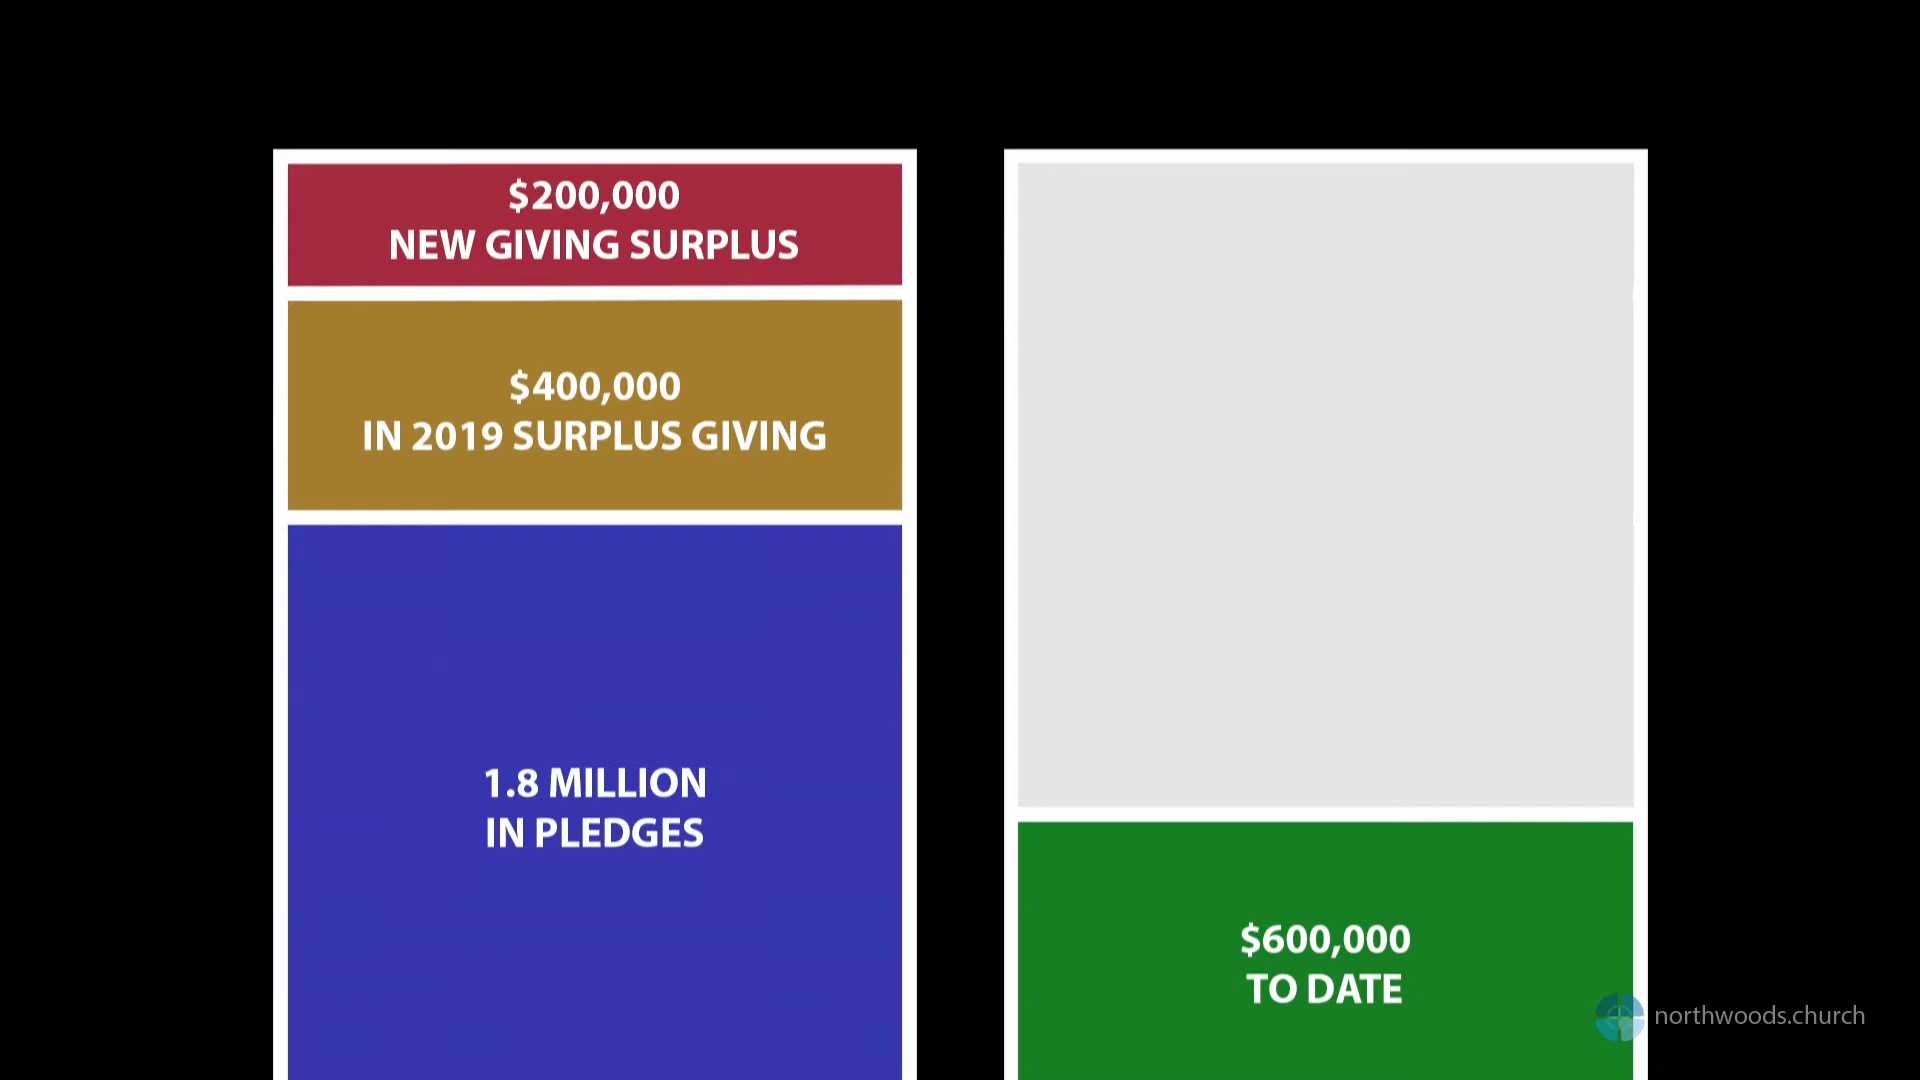 $200,000
NEW GIVING SURPLUS
$400,000
IN 2019 SURPLUS GIVING
1.8 MILLION
IN PLEDGES
$600,000
TO DATE
northwoods.church